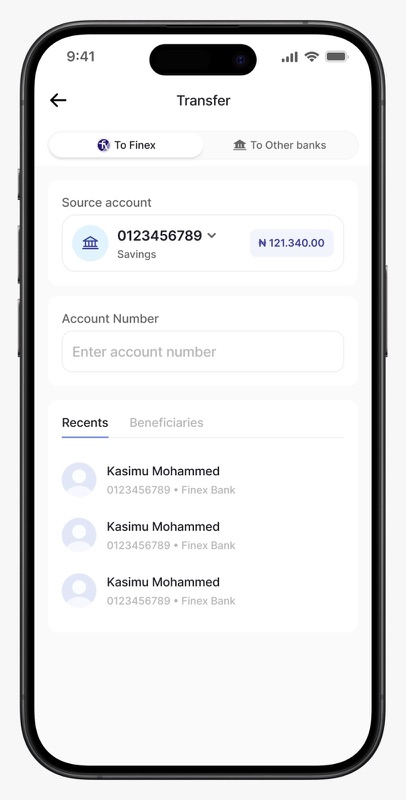 9:41
Transfer
To Finex
To Other banks
Source account
0123456789
Savings
₦ 121.340.00
Account Number
Enter account number
Recents
Beneficiaries
Kasimu Mohammed
0123456789 • Finex Bank
Kasimu Mohammed
0123456789 • Finex Bank
Kasimu Mohammed
0123456789 • Finex Bank